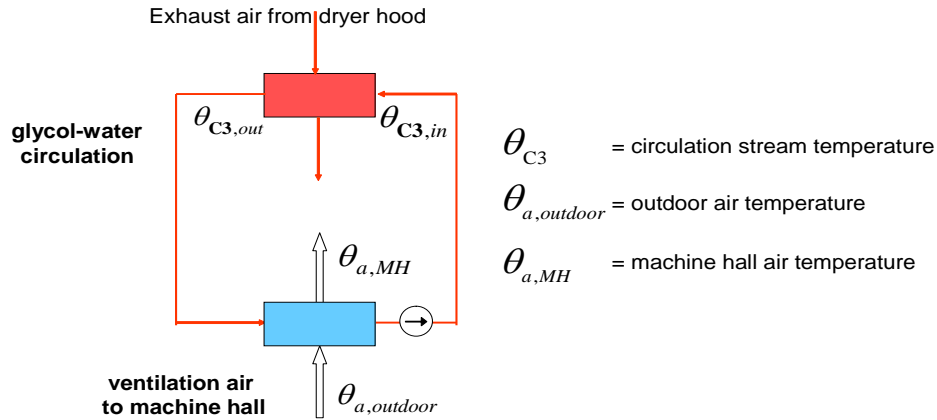 Exhaust air from dryer hood
θC3,out
θC3,in
glycol-water
circulation
θC3 = circulation stream temperature
θa,outdoor = outdoor air temperature
θa,MH = machine hall air temperature
θa,MH
ventilation air
to machine hall
θa,outdoor